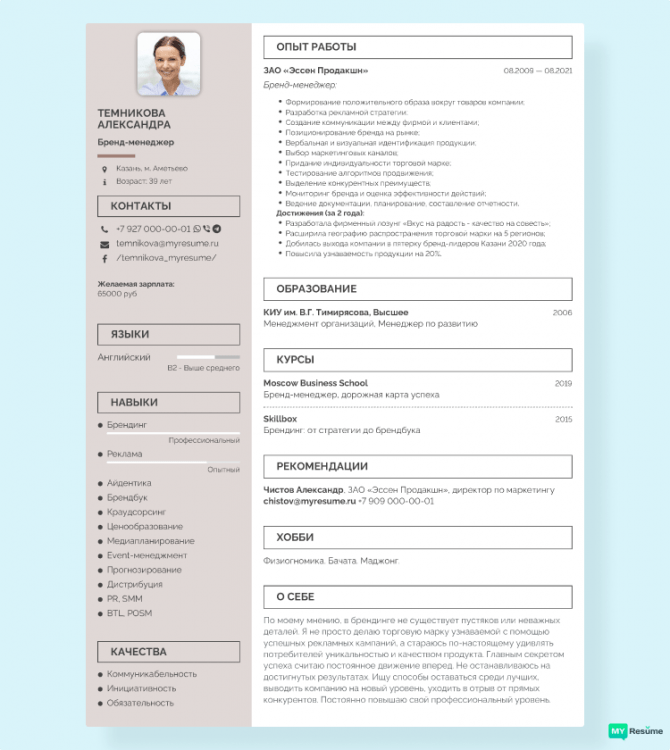 ТЕМНИКОВА
АЛЕКСАНДРА
Бренд-менеджер
Казань, м. Аметьево
Возраст: 39 лет
КОНТАКТЫ
+7 927 000-00-01
temnikova@myresume.ru
/temnikova_myresume/
Желаемая зарплата:
65000 руб
ЯЗЫКИ
Английский
B2 - Выше среднего
НАВЫКИ
Брендинг
Профессиональный
Реклама
Опытный
Айдентика
Брендбук
Краудсорсинг
Ценообразование
Медиапланирование
Event-менеджмент
Прогнозирование
Дистрибуция
PR, SMM
BTL, POSM
КАЧЕСТВА
Коммуникабельность
Инициативность
Обязательность
ОПЫТ РАБОТЫ
ЗАО «Эссен Продакшн» 08.2009 — 08.2021
Бренд-менеджер:
Формирование положительного образа вокруг товаров компании;
Разработка рекламной стратегии;
Создание коммуникации между фирмой и клиентами;
Позиционирование бренда на рынке;
Вербальная и визуальная идентификация продукции;
Выбор маркетинговых каналов;
Придание индивидуальности торговой марке;
Тестирование алгоритмов продвижения;
Выделение конкурентных преимуществ;
Мониторинг бренда и оценка эффективности действий;
Ведение документации, планирование, составление отчетности.
Достижения (за 2 года):
Разработала фирменный лозунг «Вкус на радость - качество на совесть»;
Расширила географию распространения торговой марки на 5 регионов;
Добилась выхода компании в пятерку бренд-лидеров Казани 2020 года;
Повысила узнаваемость продукции на 20%.
ОБРАЗОВАНИЕ
КИУ им. В.Г. Тимирясова, Высшее 2006
Менеджмент организаций, Менеджер по развитию
КУРСЫ
Moscow Business School 2019
Бренд-менеджер, дорожная карта успеха
Skillbox 2015
Брендинг: от стратегии до брендбука
РЕКОМЕНДАЦИИ
Чистов Александр, ЗАО «Эссен Продакшн», директор по маркетингу
chistov@myresume.ru +7 909 000-00-01
ХОББИ
Физиогномика. Бачата. Маджонг.
О СЕБЕ
По моему мнению, в брендинге не существует пустяков или неважных
деталей. Я не просто делаю торговую марку узнаваемой с помощью
успешных рекламных кампаний, а стараюсь по-настоящему удивлять
потребителей уникальностью и качеством продукта. Главным секретом
успеха считаю постоянное движение вперед. Не останавливаюсь на
достигнутых результатах. Ищу способы оставаться среди лучших,
выводить компанию на новый уровень, уходить в отрыв от прямых
конкурентов. Постоянно повышаю свой профессиональный уровень.
MY Resume